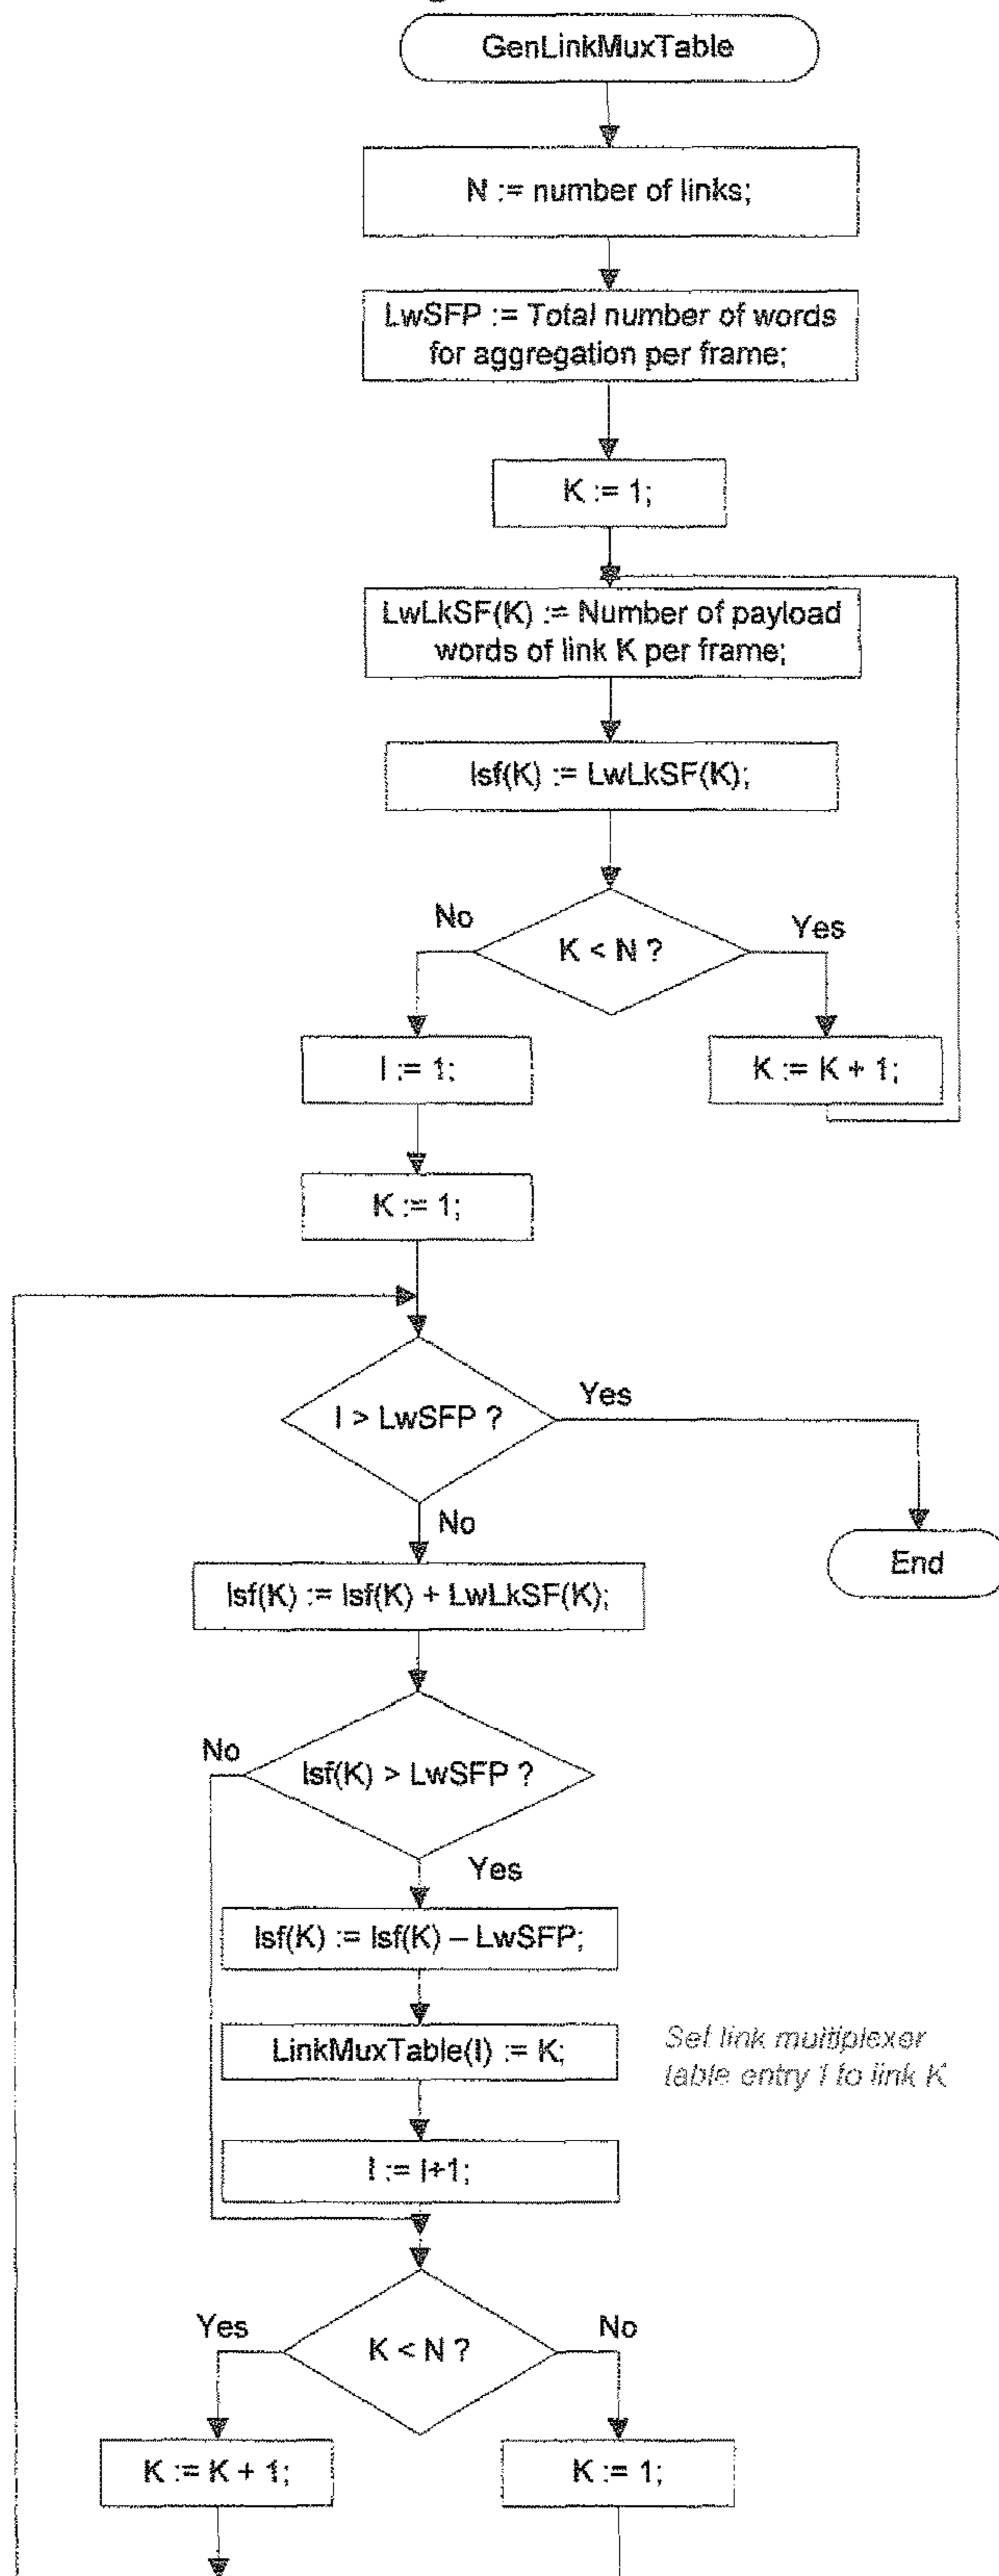 GenLinkMuxTable
N := number of links;
LwSFP := Total number of words
for aggregation per frame;
K := 1;
LwLkSF(K) := Number of payload
words of link K per frame;
lsf(K) := LwLkSF(K);
No
K < N ?
Yes
I := 1;
K := K + 1;
K := 1;
I > LwSFP ?
Yes
No
End
lsf(K) := lsf(K) + LwLkSF(K);
No
lsf(K) > LwSFP ?
Yes
lsf(K) := lsf(K) – LwSFP;
LinkMuxTable(I) := K;
Set link multiplexer
table entry I to link K
I := I+1;
Yes
K < N ?
No
K := K + 1;
K := 1;